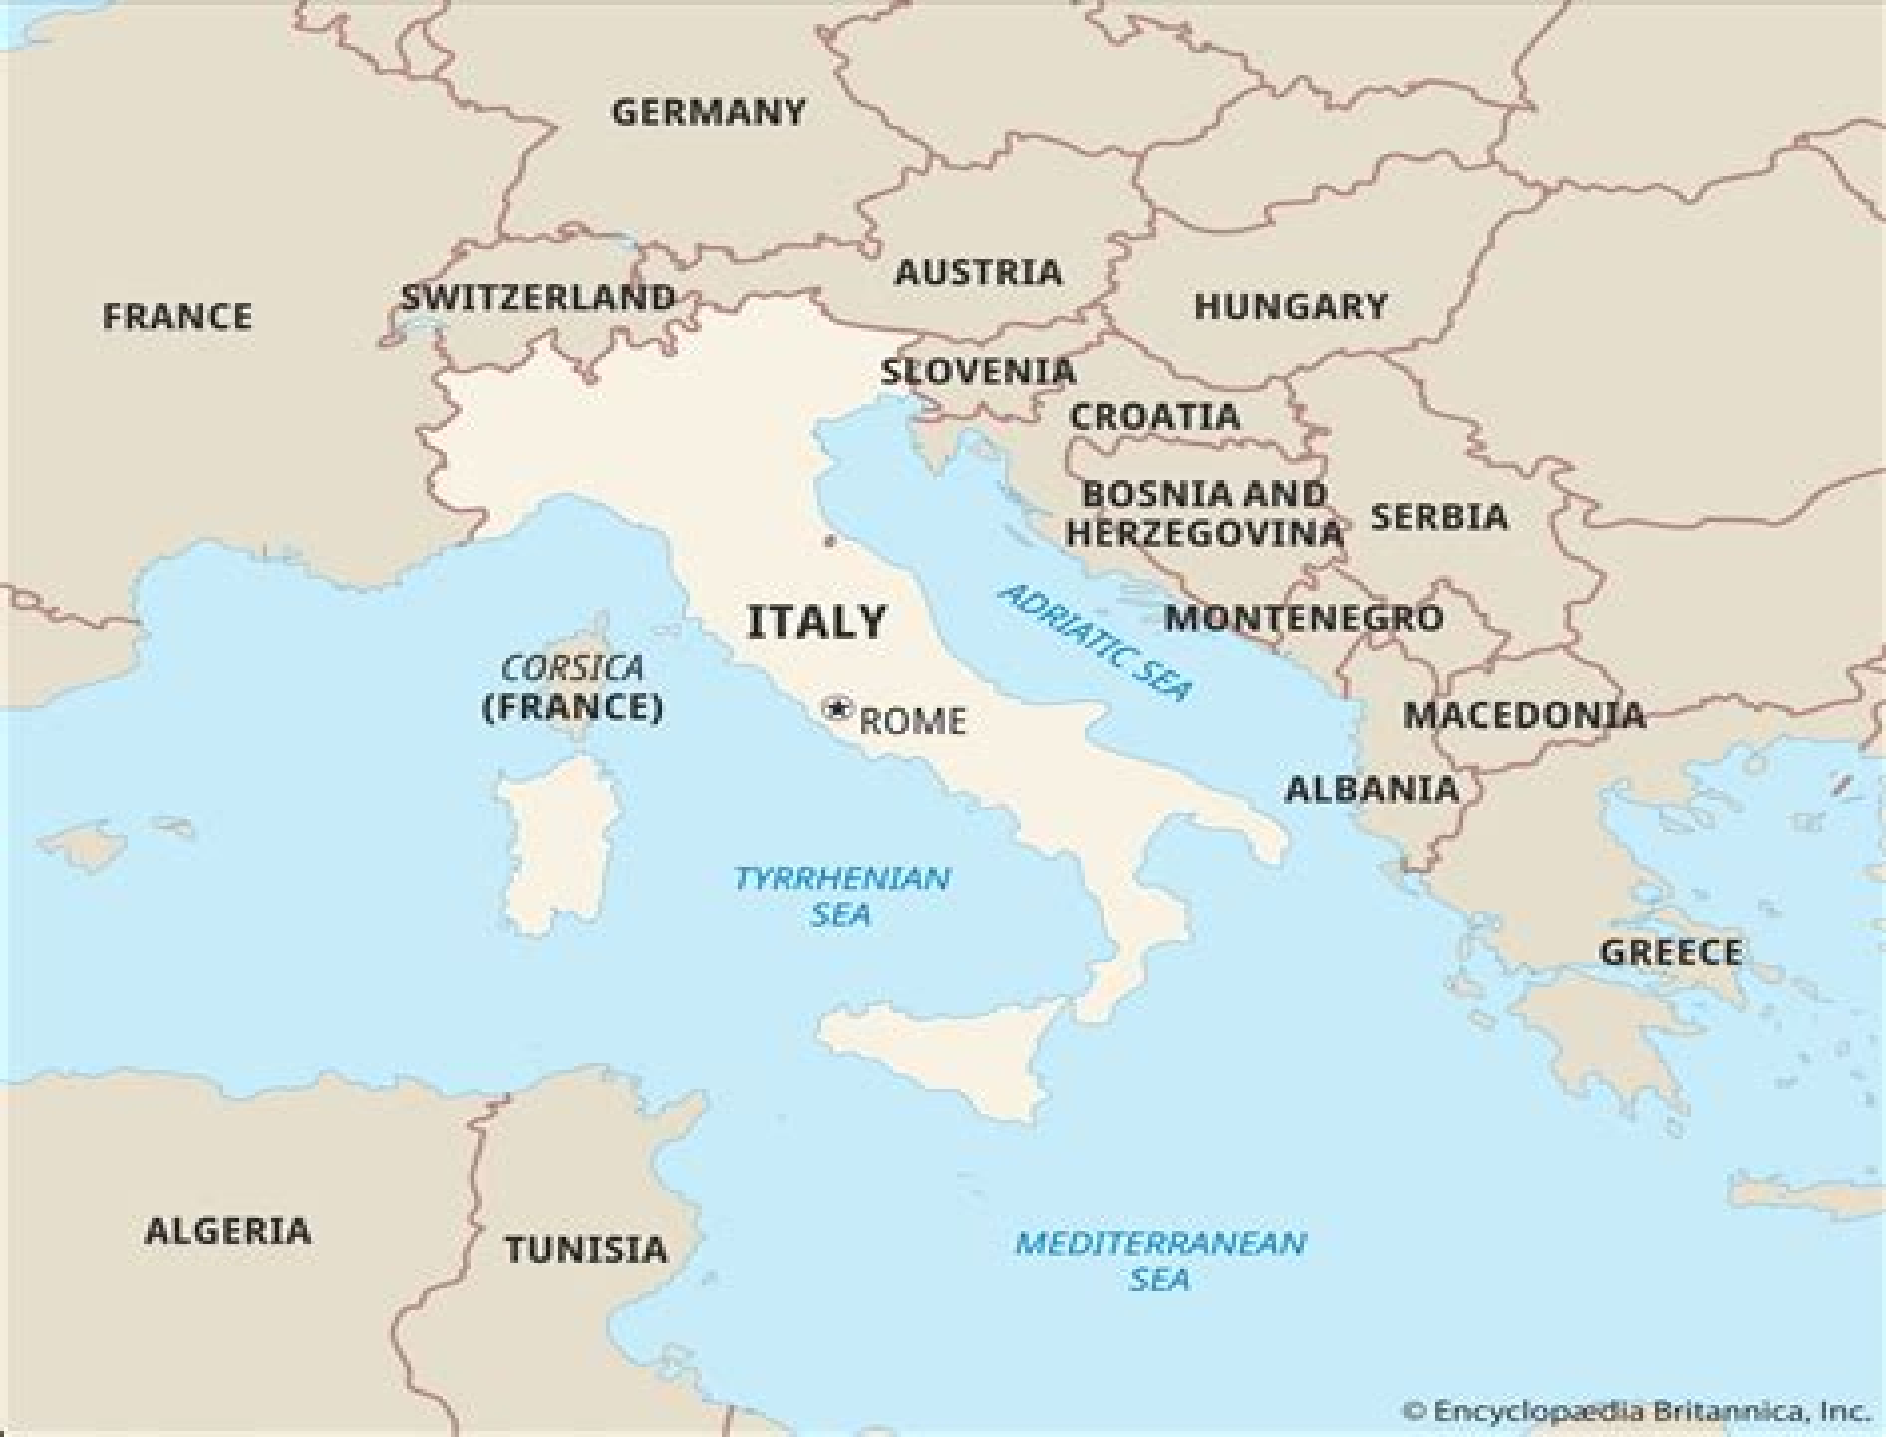 GERMANY
AUSTRIA
SWITZERLAND
FRANCE
HUNGARY
SLOVENIA
CROATIA
BOSNIA AND
HERZEGOVINA
SERBIA
ADRIATIC SEA
MONTENEGRO
ITALY
CORSICA
(FRANCE)
ROME
MACEDONIA
ALBANIA
TYRRHENIAN
SEA
GREECE
ALGERIA
TUNISIA
MEDITERRANEAN
SEA
© Encyclopædia Britannica, Inc.